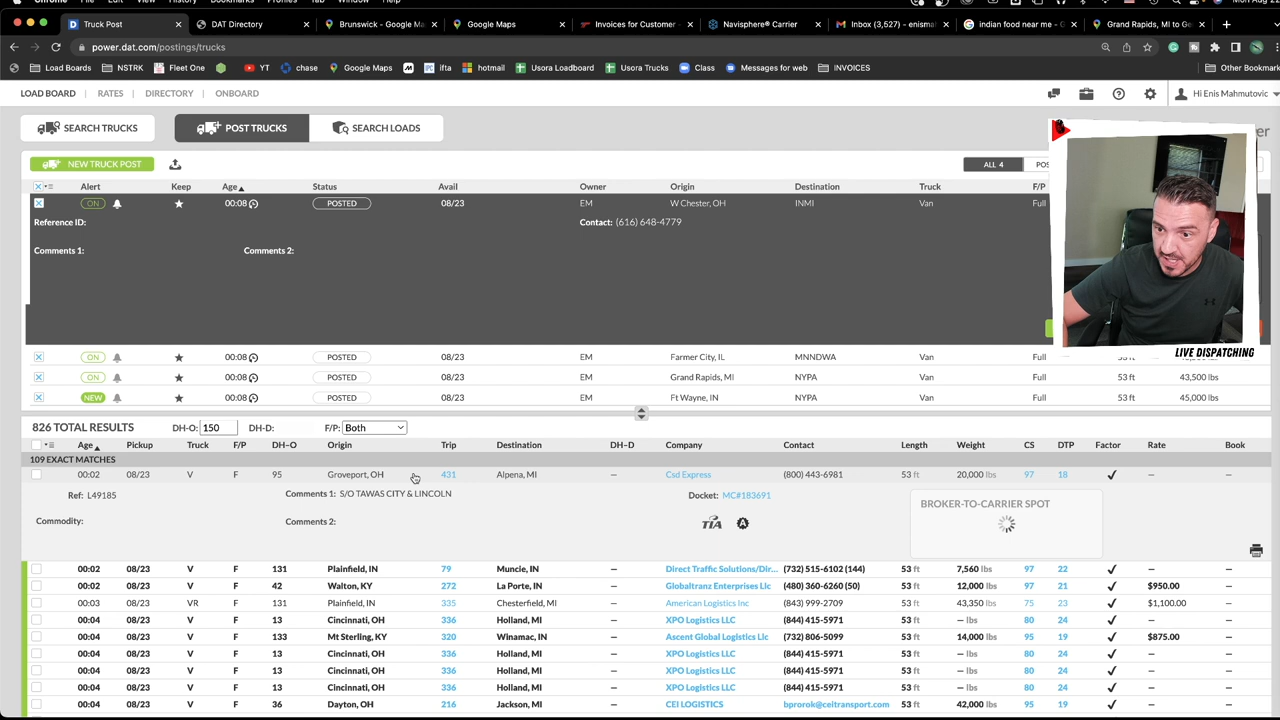 Truck Post
DAT Directory
Brunswick - Google Ma
Google Maps
Invoices for Customer -
Navisphere® Carrier
Inbox (3,527) - enisma
indian food near me - G
Grand Rapids, MI to Ge
power.dat.com/postings/trucks
Load Boards NSTRK Fleet One YT chase Google Maps ifta hotmail Usora Loadboard Usora Trucks Class Messages for web INVOICES Other Bookmar
LOAD BOARD RATES DIRECTORY ONBOARD Hi Enis Mahmutovic
SEARCH TRUCKS POST TRUCKS SEARCH LOADS
NEW TRUCK POST ALL 4 PO
Alert Keep Age Status Avail Owner Origin Destination Truck F/P
ON 00:08 POSTED 08/23 EM W Chester, OH INMI Van Full
Reference ID: Contact: (616) 648-4779
Comments 1: Comments 2:
LIVE DISPATCHING
ON 00:08 POSTED 08/23 EM Farmer City, IL MNNDWA Van Full
ON 00:08 POSTED 08/23 EM Grand Rapids, MI NYPA Van Full 53 ft 43,500 lbs
NEW 00:08 POSTED 08/23 EM Ft Wayne, IN NYPA Van Full 53 ft 45,000 lbs
826 TOTAL RESULTS DH-O: 150 DH-D: F/P: Both
Age Pickup Truck F/P DH–O Origin Trip Destination DH–D Company Contact Length Weight CS DTP Factor Rate Book
109 EXACT MATCHES
00:02 08/23 V F 95 Groveport, OH 431 Alpena, MI – Csd Express (800) 443-6981 53 ft 20,000 lbs 97 18 ✓ – –
Ref: L49185 Comments 1: S/O TAWAS CITY & LINCOLN Docket: MC#183691 BROKER-TO-CARRIER SPOT
Commodity: Comments 2: TIA A
00:02 08/23 V F 131 Plainfield, IN 79 Muncie, IN – Direct Traffic Solutions/Dir... (732) 515-6102 (144) 53 ft 7,560 lbs 97 22 ✓ – –
00:02 08/23 V F 42 Walton, KY 272 La Porte, IN – Globaltranz Enterprises Llc (480) 360-6260 (50) 53 ft 12,000 lbs 97 21 ✓ $950.00 –
00:03 08/23 VR F 131 Plainfield, IN 335 Chesterfield, MI – American Logistics Inc (843) 999-2709 53 ft 43,350 lbs 75 23 ✓ $1,100.00 –
00:04 08/23 V F 13 Cincinnati, OH 336 Holland, MI – XPO Logistics LLC (844) 415-5971 53 ft – lbs 80 24 ✓ – –
00:04 08/23 V F 133 Mt Sterling, KY 320 Winamac, IN – Ascent Global Logistics Llc (732) 806-5099 53 ft 14,000 lbs 95 19 ✓ $875.00 –
00:04 08/23 V F 13 Cincinnati, OH 336 Holland, MI – XPO Logistics LLC (844) 415-5971 53 ft – lbs 80 24 ✓ – –
00:04 08/23 V F 13 Cincinnati, OH 336 Holland, MI – XPO Logistics LLC (844) 415-5971 53 ft – lbs 80 24 ✓ – –
00:04 08/23 V F 13 Cincinnati, OH 336 Holland, MI – XPO Logistics LLC (844) 415-5971 53 ft – lbs 80 24 ✓ – –
00:04 08/23 V F 36 Dayton, OH 216 Jackson, MI – CEI LOGISTICS bprorok@ceitransport.com 53 ft 42,000 lbs 95 19 ✓ – –